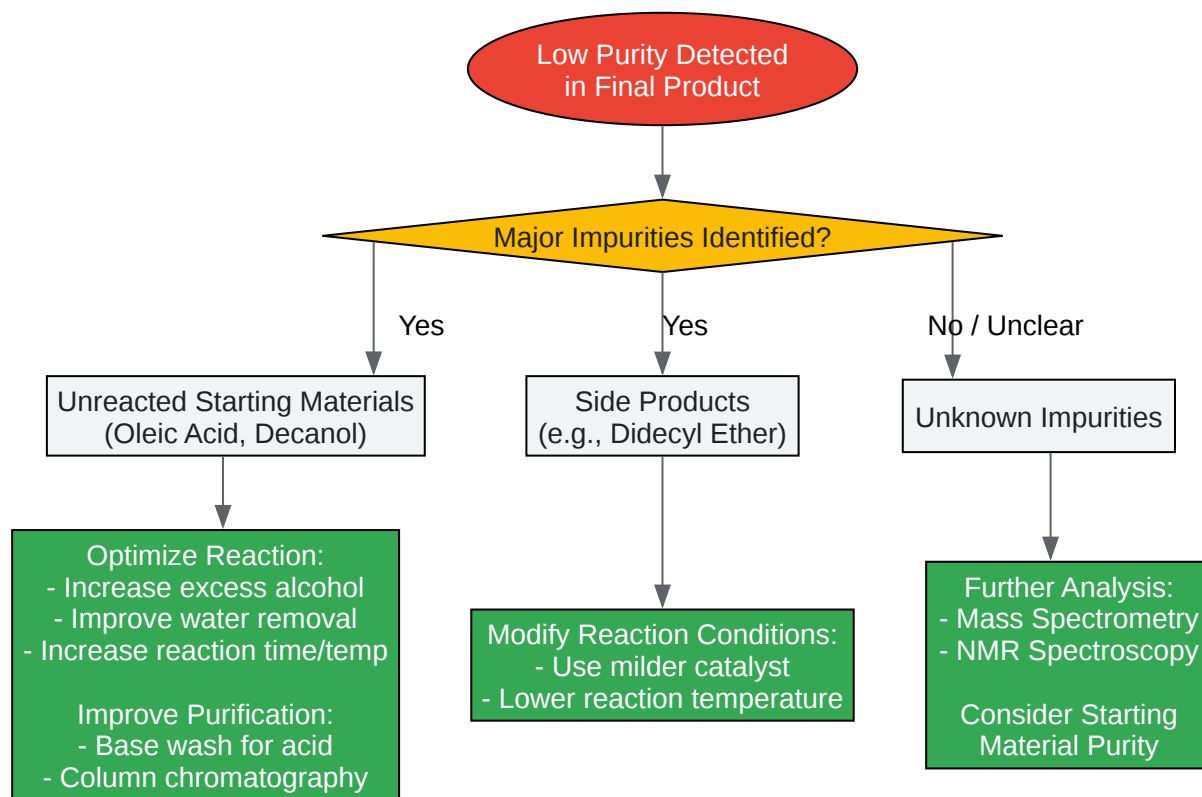 Low Purity Detected
in Final Product
Major Impurities Identified?
Yes
Yes
No / Unclear
Unreacted Starting Materials
(Oleic Acid, Decanol)
Side Products
(e.g., Didecyl Ether)
Unknown Impurities
Optimize Reaction:
- Increase excess alcohol
- Improve water removal
- Increase reaction time/temp
Improve Purification:
- Base wash for acid
- Column chromatography
Modify Reaction Conditions:
- Use milder catalyst
- Lower reaction temperature
Further Analysis:
- Mass Spectrometry
- NMR Spectroscopy
Consider Starting
Material Purity